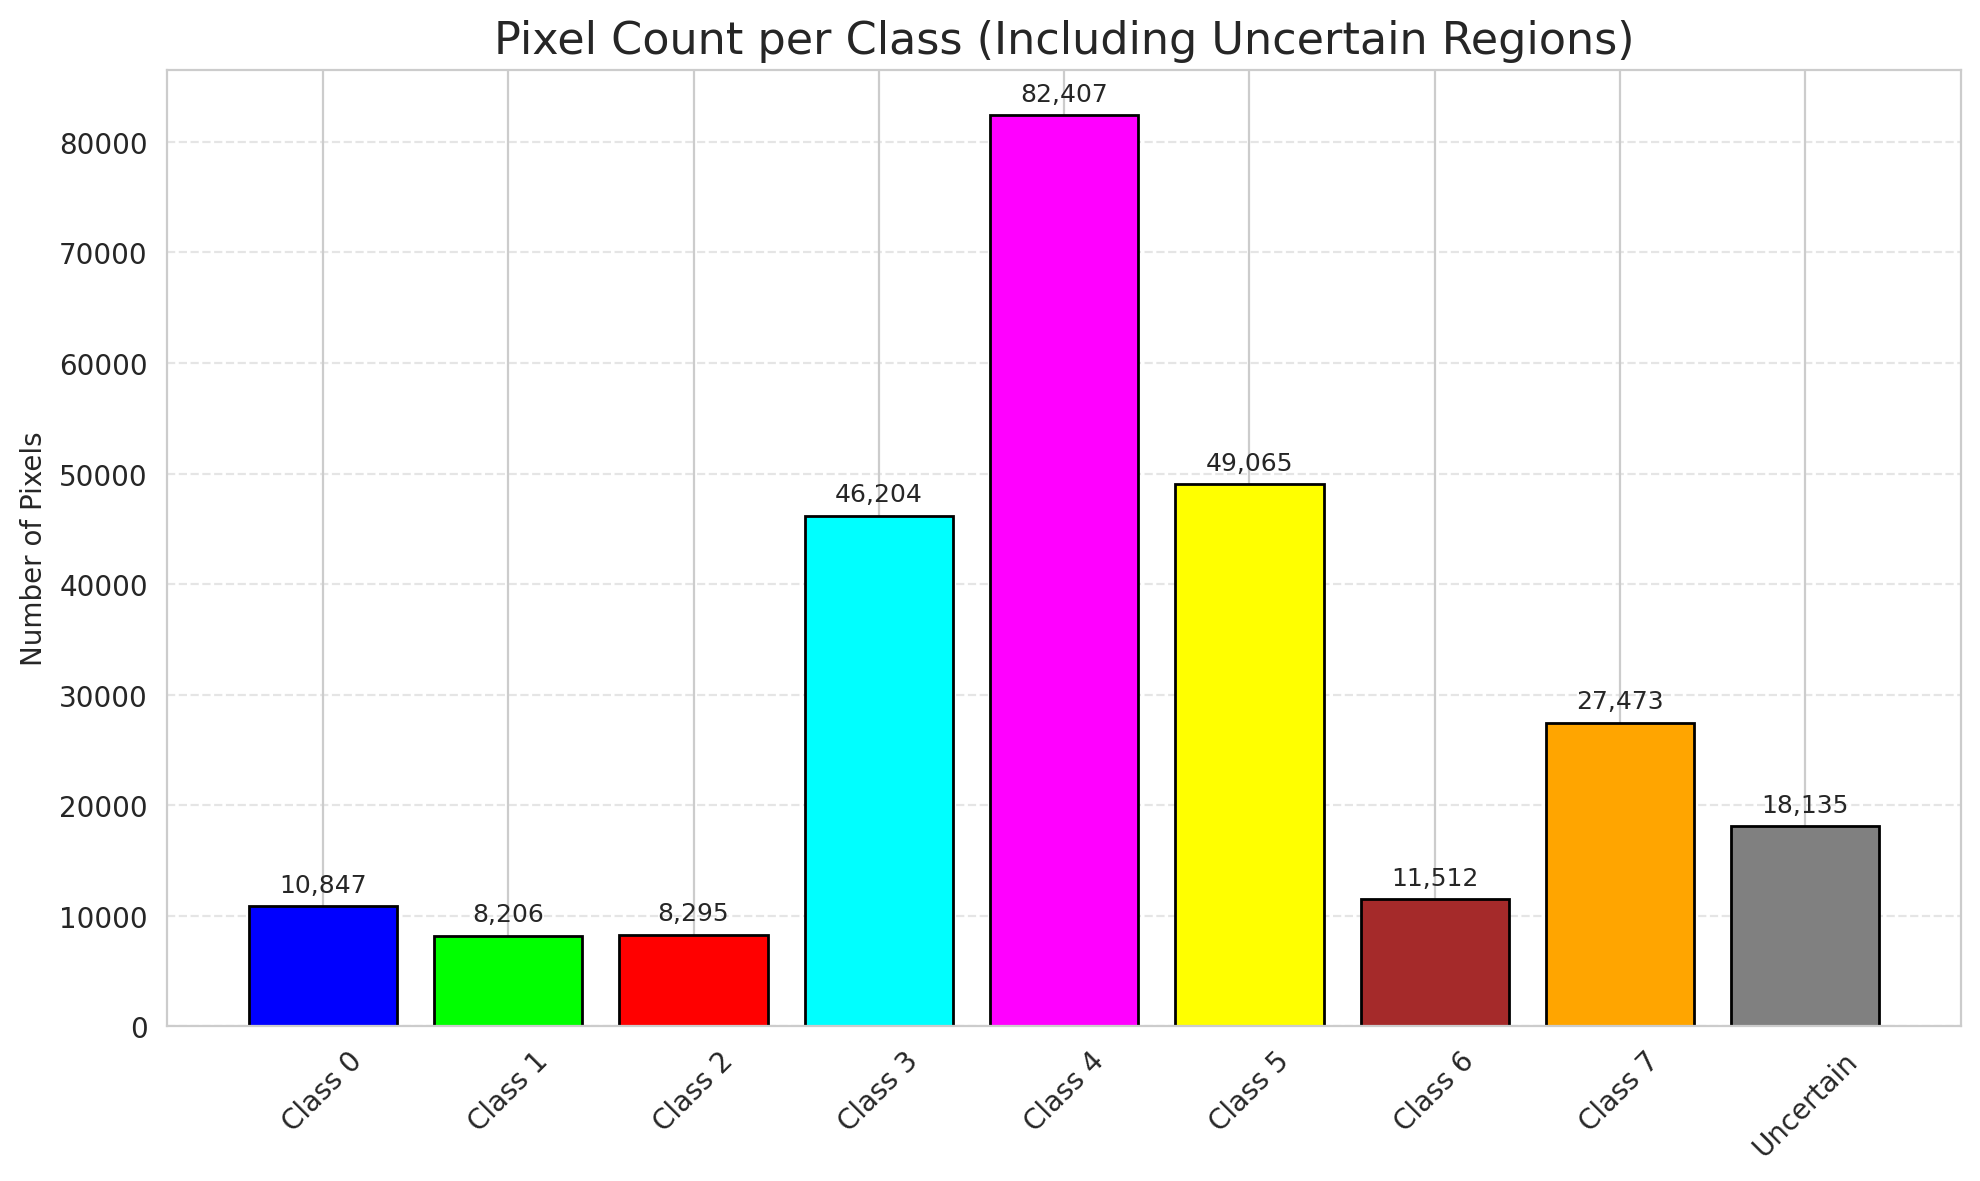 Pixel Count per Class (Including Uncertain Regions)
Number of Pixels
80000
70000
60000
50000
40000
30000
20000
10000
0
10,847
8,206
8,295
46,204
82,407
49,065
11,512
27,473
18,135
Class 0
Class 1
Class 2
Class 3
Class 4
Class 5
Class 6
Class 7
Uncertain